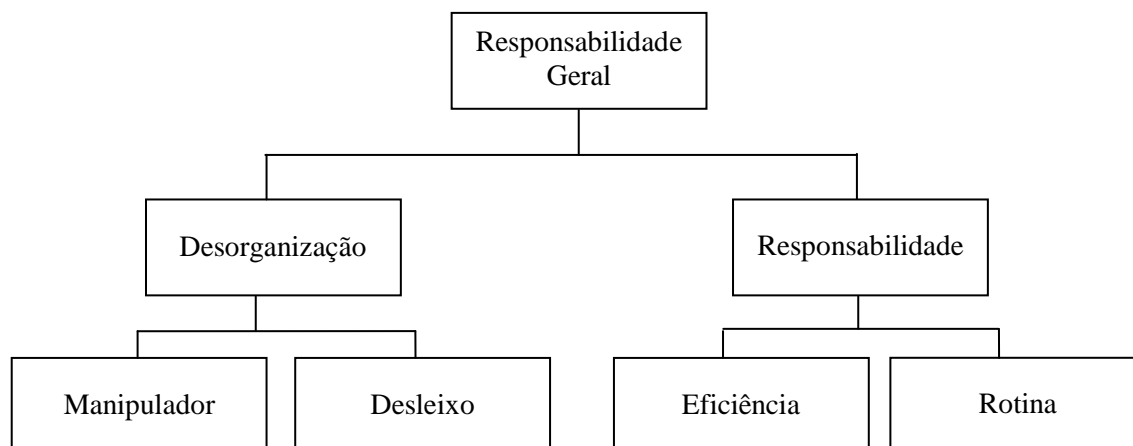 Responsabilidade
Geral
Desorganização
Responsabilidade
Manipulador
Desleixo
Eficiência
Rotina